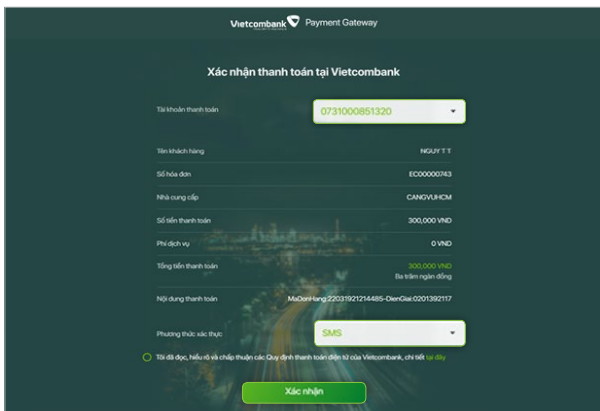 Vietcombank Payment Gateway
Xác nhận thanh toán tại Vietcombank
Tài khoản thanh toán 0731000851320
Tên khách hàng NGUY T T
Số hóa đơn EC00000743
Nhà cung cấp CANGVUHCM
Số tiền thanh toán 300,000 VND
Phí dịch vụ 0 VND
Tổng tiền thanh toán 300,000 VND
Ba trăm ngàn đồng
Nội dung thanh toán MaDonHang:22031921214485-DienGiai:0201392117
Phương thức xác thực SMS
Tôi đã đọc, hiểu rõ và chấp thuận các Quy định thanh toán điện tử của Vietcombank, chi tiết tại đây
Xác nhận